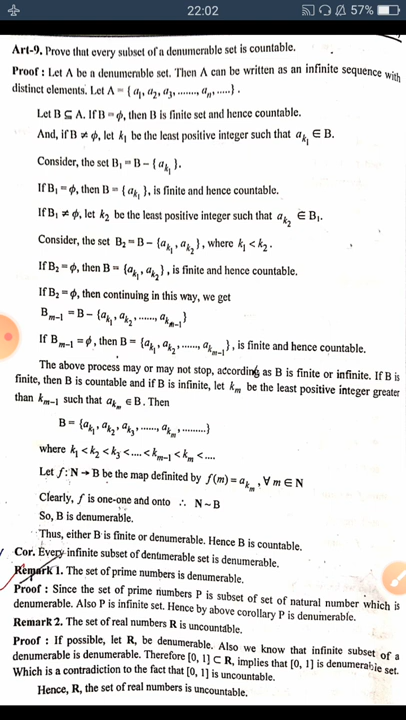 22:02
57%
Art-9. Prove that every subset of a denumerable set is countable.
Proof : Let A be a denumerable set. Then A can be written as an infinite sequence with
distinct elements. Let A = { a₁, a₂, a₃, ........, aₙ, .....} .
Let B ⊆ A. If B = ϕ, then B is finite set and hence countable.
And, if B ≠ ϕ, let k₁ be the least positive integer such that aₖ₁ ∈ B.
Consider, the set B₁ = B – {aₖ₁}.
If B₁ = ϕ, then B = {aₖ₁}, is finite and hence countable.
If B₁ ≠ ϕ, let k₂ be the least positive integer such that aₖ₂ ∈ B₁.
Consider, the set B₂ = B – {aₖ₁, aₖ₂}, where k₁ < k₂.
If B₂ = ϕ, then B = {aₖ₁, aₖ₂}, is finite and hence countable.
If B₂ = ϕ, then continuing in this way, we get
Bₘ₋₁ = B – {aₖ₁, aₖ₂, ......, aₖₘ₋₁}
If Bₘ₋₁ = ϕ, then B = {aₖ₁, aₖ₂, ......, aₖₘ₋₁}, is finite and hence countable.
The above process may or may not stop, according as B is finite or infinite. If B is
finite, then B is countable and if B is infinite, let kₘ be the least positive integer greater
than kₘ₋₁ such that aₖₘ ∈ B. Then
B = {aₖ₁, aₖ₂, aₖ₃, ......, aₖₘ, .........}
where k₁ < k₂ < k₃ < .... < kₘ₋₁ < kₘ < ....
Let f : N → B be the map defined by f(m) = aₖₘ, ∀ m ∈ N
Clearly, f is one-one and onto ∴ N ~ B
So, B is denumerable.
Thus, either B is finite or denumerable. Hence B is countable.
Cor. Every infinite subset of denumerable set is denumerable.
Remark 1. The set of prime numbers is denumerable.
Proof : Since the set of prime numbers P is subset of set of natural number which is
denumerable. Also P is infinite set. Hence by above corollary P is denumerable.
Remark 2. The set of real numbers R is uncountable.
Proof : If possible, let R, be denumerable. Also we know that infinite subset of a
denumerable is denumerable. Therefore [0, 1] ⊂ R, implies that [0, 1] is denumerable set.
Which is a contradiction to the fact that [0, 1] is uncountable.
Hence, R, the set of real numbers is uncountable.